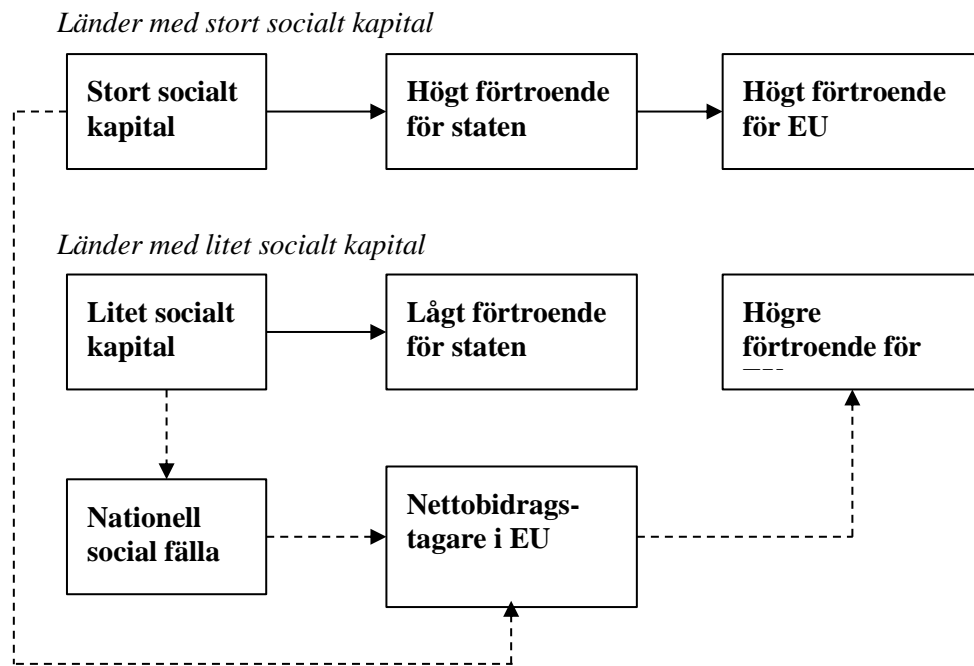 Länder med stort socialt kapital
Stort socialt
kapital
Högt förtroende
för staten
Högt förtroende
för EU
Länder med litet socialt kapital
Litet socialt
kapital
Lågt förtroende
för staten
Högre
förtroende för
Nationell
social fälla
Nettobidrags-
tagare i EU